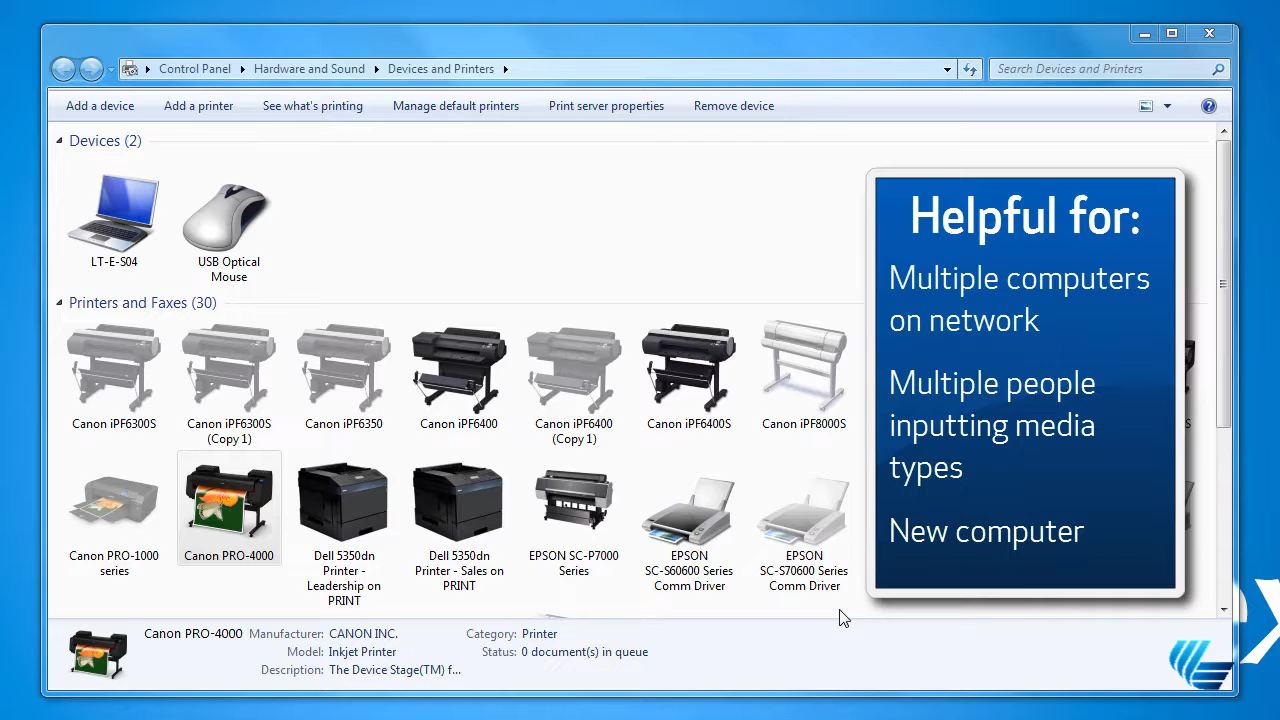 Control Panel
Hardware and Sound
Devices and Printers
Search Devices and Printers
Add a device
Add a printer
See what's printing
Manage default printers
Print server properties
Remove device
Devices (2)
LT-E-S04
USB Optical
Mouse
Printers and Faxes (30)
Canon iPF6300S
Canon iPF6300S
(Copy 1)
Canon iPF6350
Canon iPF6400
Canon iPF6400
(Copy 1)
Canon iPF6400S
Canon iPF8000S
Canon PRO-1000
series
Canon PRO-4000
Dell 5350dn
Printer -
Leadership on
PRINT
Dell 5350dn
Printer - Sales on
PRINT
EPSON SC-P7000
Series
EPSON
SC-S60600 Series
Comm Driver
EPSON
SC-S70600 Series
Comm Driver
Helpful for:
Multiple computers
on network
Multiple people
inputting media
types
New computer
Canon PRO-4000
Manufacturer: CANON INC.
Model: Inkjet Printer
Description: The Device Stage(TM) f...
Category: Printer
Status: 0 document(s) in queue